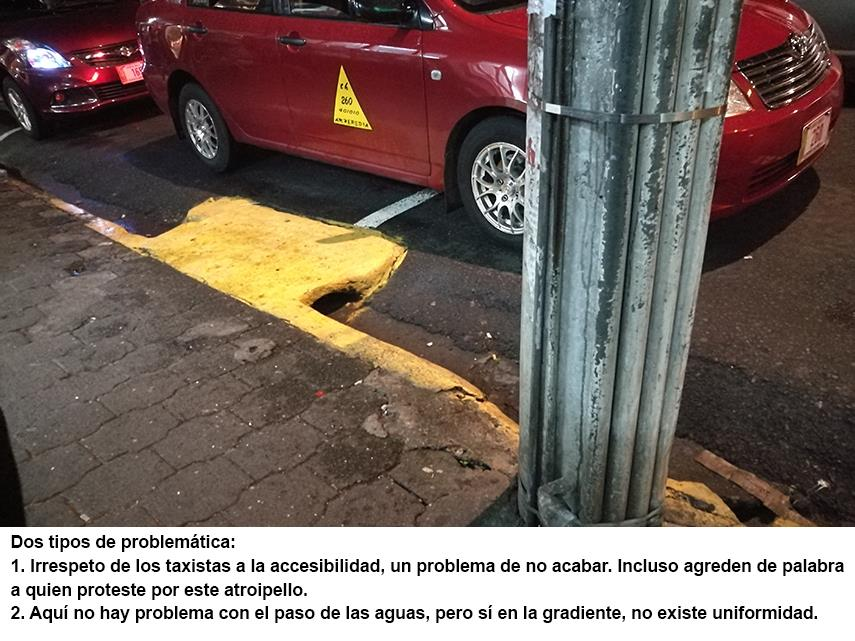 260
HEREDIA
Dos tipos de problemática:
1. Irrespeto de los taxistas a la accesibilidad, un problema de no acabar. Incluso agreden de palabra
a quien proteste por este atroipello.
2. Aquí no hay problema con el paso de las aguas, pero sí en la gradiente, no existe uniformidad.